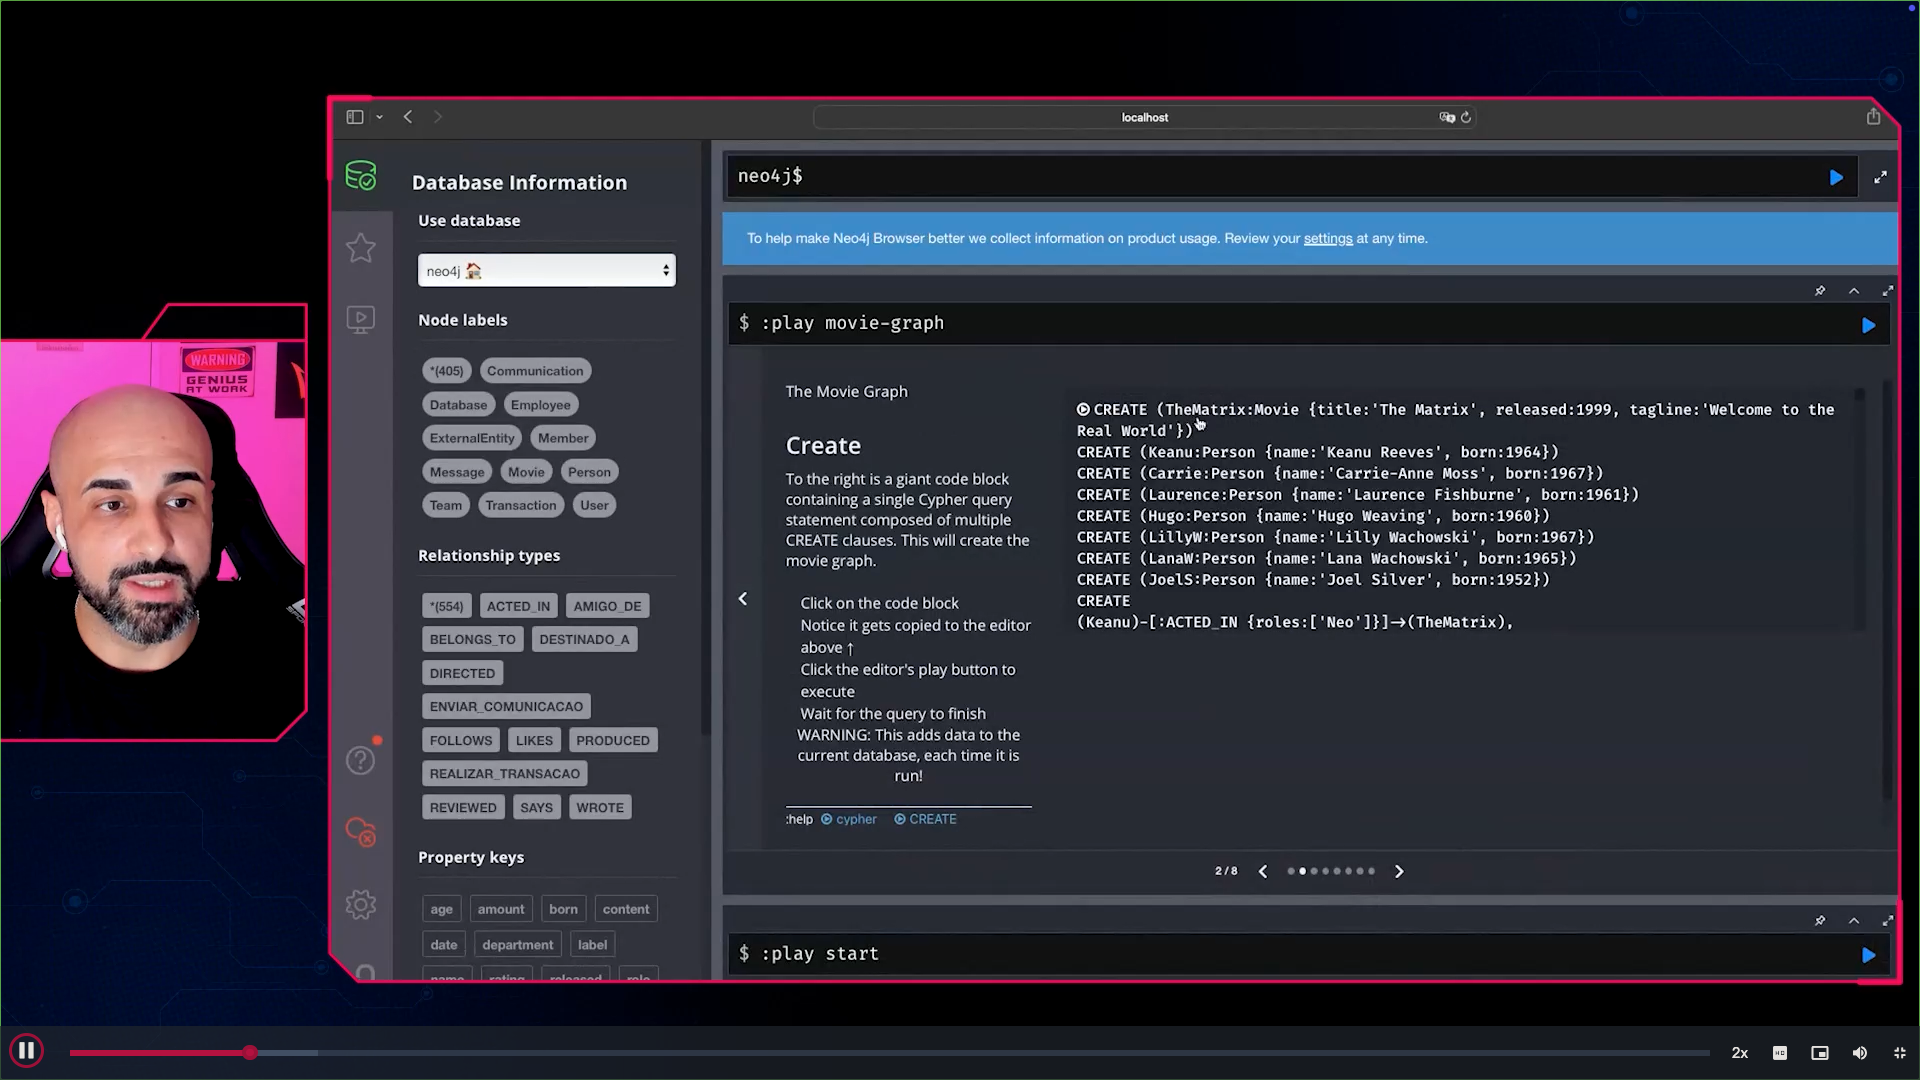 localhost
WARNING
GENIUS
AT WORK
Database Information
Use database
neo4j
Node labels
*(405) Communication
Database Employee
ExternalEntity Member
Message Movie Person
Team Transaction User
Relationship types
*(554) ACTED_IN AMIGO_DE
BELONGS_TO DESTINADO_A
DIRECTED
ENVIAR_COMUNICACAO
FOLLOWS LIKES PRODUCED
REALIZAR_TRANSACAO
REVIEWED SAYS WROTE
Property keys
age amount born content
date department label
name rating released role
neo4j$
To help make Neo4j Browser better we collect information on product usage. Review your settings at any time.
$ :play movie-graph
The Movie Graph
Create
To the right is a giant code block
containing a single Cypher query
statement composed of multiple
CREATE clauses. This will create the
movie graph.
Click on the code block
Notice it gets copied to the editor
above ↑
Click the editor's play button to
execute
Wait for the query to finish
WARNING: This adds data to the
current database, each time it is
run!
:help cypher CREATE
CREATE (TheMatrix:Movie {title:'The Matrix', released:1999, tagline:'Welcome to the
Real World'})
CREATE (Keanu:Person {name:'Keanu Reeves', born:1964})
CREATE (Carrie:Person {name:'Carrie-Anne Moss', born:1967})
CREATE (Laurence:Person {name:'Laurence Fishburne', born:1961})
CREATE (Hugo:Person {name:'Hugo Weaving', born:1960})
CREATE (LillyW:Person {name:'Lilly Wachowski', born:1967})
CREATE (LanaW:Person {name:'Lana Wachowski', born:1965})
CREATE (JoelS:Person {name:'Joel Silver', born:1952})
CREATE
(Keanu)-[:ACTED_IN {roles:['Neo']}]->(TheMatrix),
2 / 8
$ :play start
2x
HD